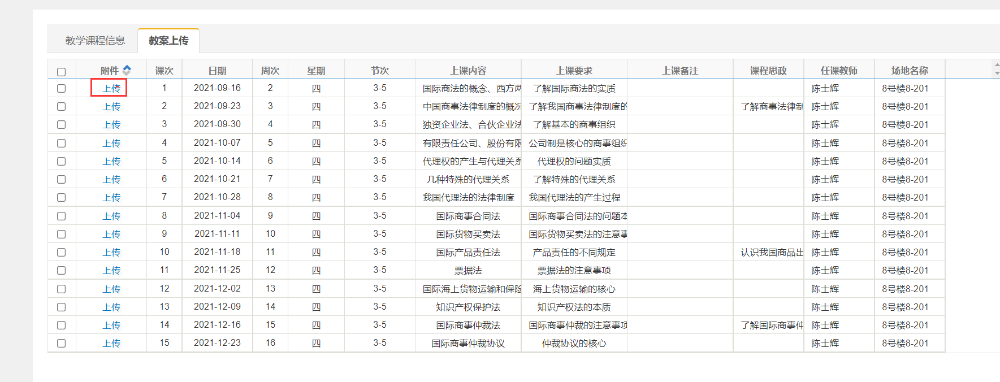 教学课程信息 教案上传
附件 课次 日期 周次 星期 节次 上课内容 上课要求 上课备注 课程思政 任课教师 场地名称
上传 1 2021-09-16 2 四 3-5 国际商法的概念、西方两 了解国际商法的实质 陈士辉 8号楼8-201
上传 2 2021-09-23 3 四 3-5 中国商事法律制度的概况 了解我国商事法律制度的 了解商事法律制 陈士辉 8号楼8-201
上传 3 2021-09-30 4 四 3-5 独资企业法、合伙企业法 了解基本的商事组织 陈士辉 8号楼8-201
上传 4 2021-10-07 5 四 3-5 有限责任公司、股份有限 公司制是核心的商事组织 陈士辉 8号楼8-201
上传 5 2021-10-14 6 四 3-5 代理权的产生与代理关系 代理权的问题实质 陈士辉 8号楼8-201
上传 6 2021-10-21 7 四 3-5 几种特殊的代理关系 了解特殊的代理关系 陈士辉 8号楼8-201
上传 7 2021-10-28 8 四 3-5 我国代理法的法律制度 我国代理法的产生过程 陈士辉 8号楼8-201
上传 8 2021-11-04 9 四 3-5 国际商事合同法 国际商事合同法的问题本 陈士辉 8号楼8-201
上传 9 2021-11-11 10 四 3-5 国际货物买卖法 国际货物买卖法的注意事 陈士辉 8号楼8-201
上传 10 2021-11-18 11 四 3-5 国际产品责任法 产品责任的不同规定 认识我国商品出 陈士辉 8号楼8-201
上传 11 2021-11-25 12 四 3-5 票据法 票据法的注意事项 陈士辉 8号楼8-201
上传 12 2021-12-02 13 四 3-5 国际海上货物运输和保险 海上货物运输的核心 陈士辉 8号楼8-201
上传 13 2021-12-09 14 四 3-5 知识产权保护法 知识产权法的本质 陈士辉 8号楼8-201
上传 14 2021-12-16 15 四 3-5 国际商事仲裁法 国际商事仲裁的注意事项 了解国际商事仲 陈士辉 8号楼8-201
上传 15 2021-12-23 16 四 3-5 国际商事仲裁协议 仲裁协议的核心 陈士辉 8号楼8-201